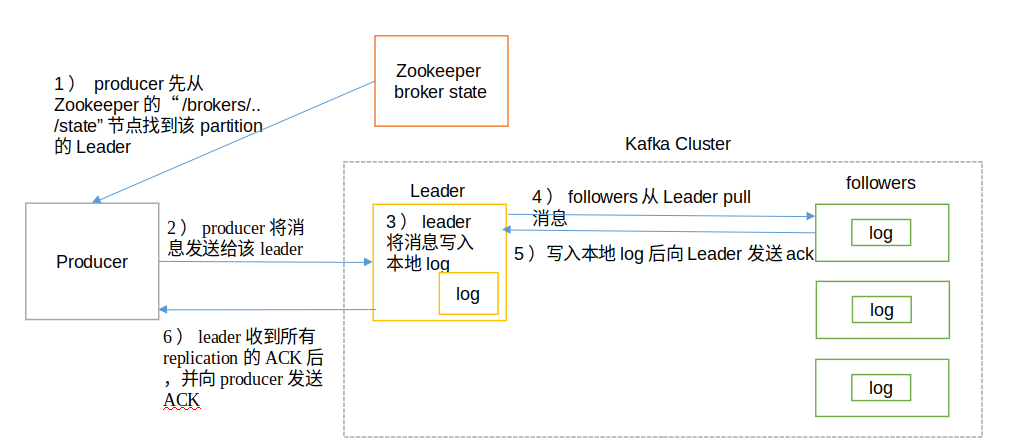 Zookeeper
broker state
1 ） producer 先从
Zookeeper 的“ /brokers/..
/state” 节点找到该 partition
的 Leader
Kafka Cluster
Leader
followers
4 ） followers 从 Leader pull
消息
2 ） producer 将消
息发送给该 leader
3 ） leader
将消息写入
本地 log
log
log
Producer
5 ）写入本地 log 后向 Leader 发送 ack
log
6 ） leader 收到所有
replication 的 ACK 后
，并向 producer 发送
ACK
log